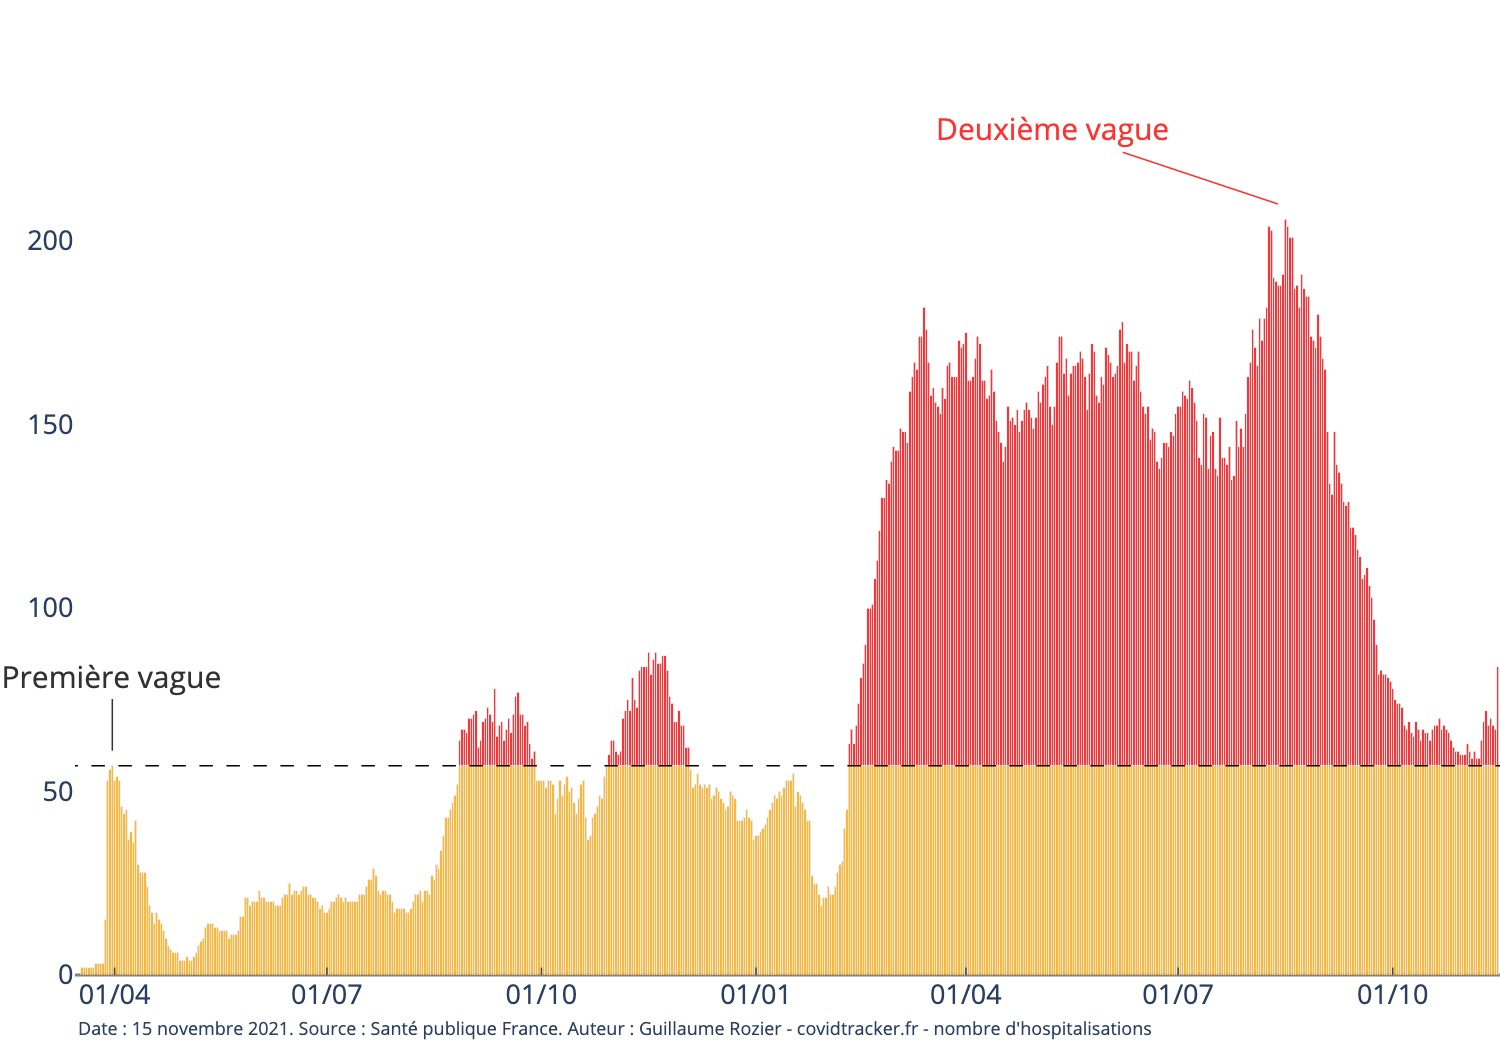 Deuxième vague
200
150
100
Première vague
50
0
01/04 01/07 01/10 01/01 01/04 01/07 01/10
Date : 15 novembre 2021. Source : Santé publique France. Auteur : Guillaume Rozier - covidtracker.fr - nombre d'hospitalisations